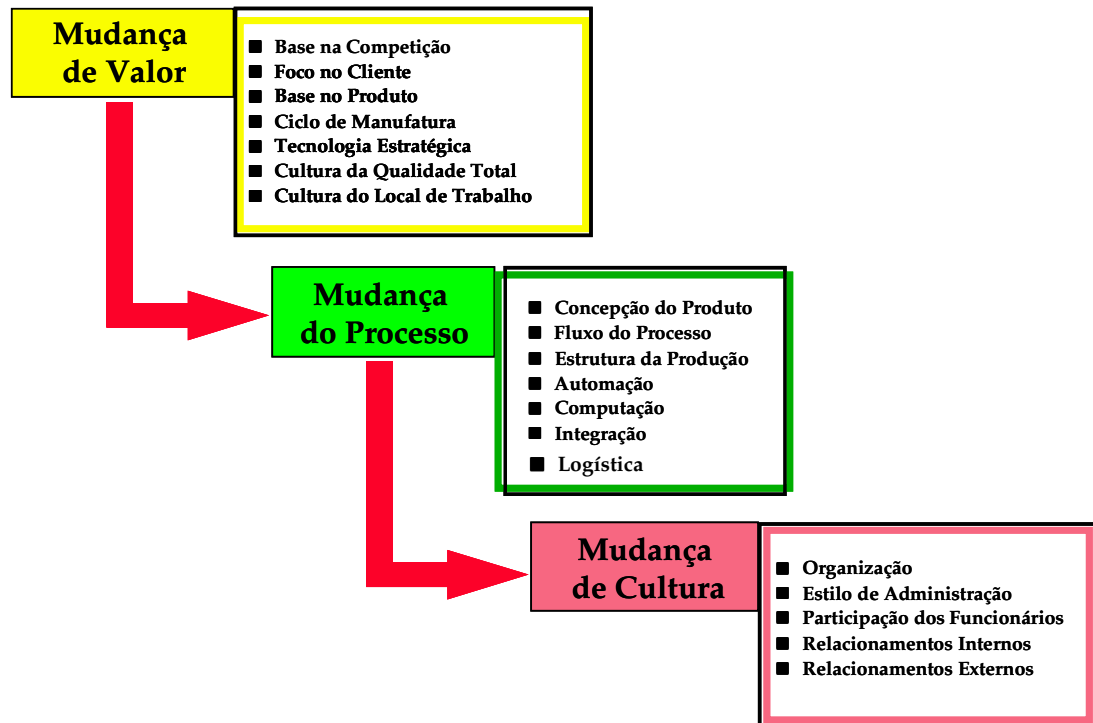 Mudança
de Valor
■ Base na Competição
■ Foco no Cliente
■ Base no Produto
■ Ciclo de Manufatura
■ Tecnologia Estratégica
■ Cultura da Qualidade Total
■ Cultura do Local de Trabalho
Mudança
do Processo
■ Concepção do Produto
■ Fluxo do Processo
■ Estrutura da Produção
■ Automação
■ Computação
■ Integração
■ Logística
Mudança
de Cultura
■ Organização
■ Estilo de Administração
■ Participação dos Funcionários
■ Relacionamentos Internos
■ Relacionamentos Externos